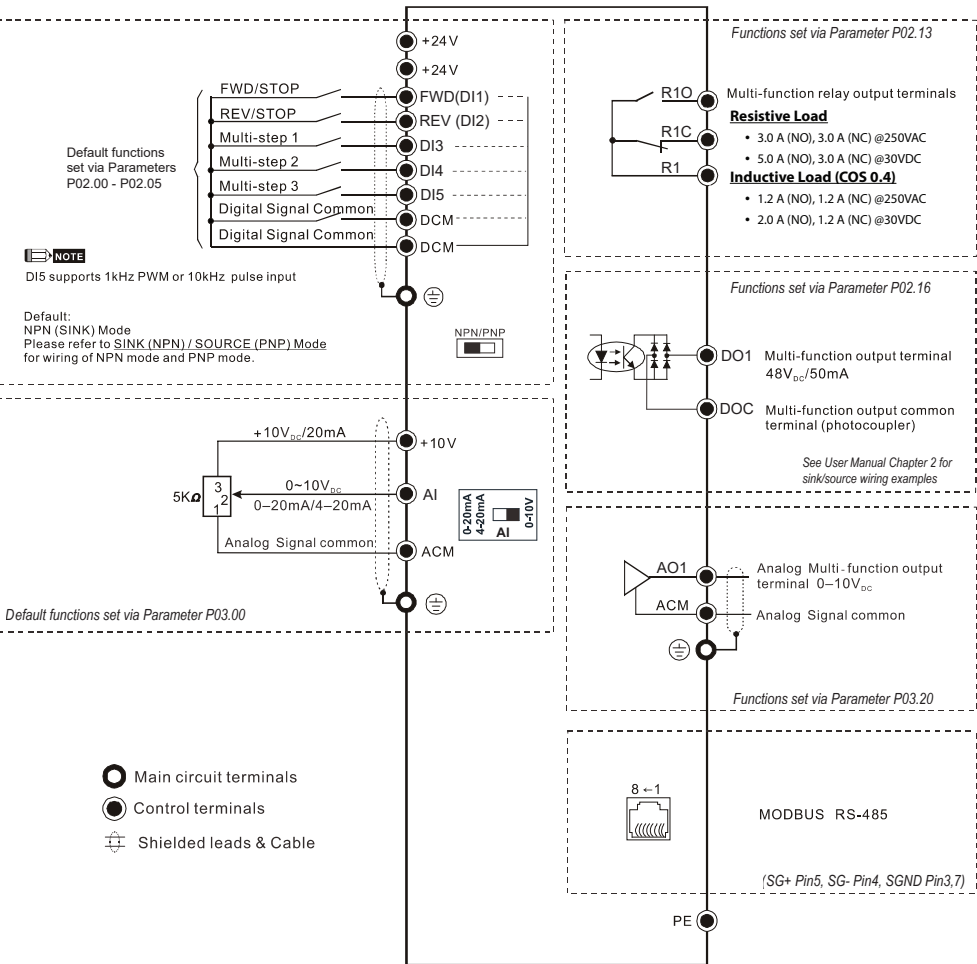 +24V
+24V
FWD/STOP
FWD(DI1)
REV/STOP
REV (DI2)
Multi-step 1
DI3
Multi-step 2
DI4
Multi-step 3
DI5
Digital Signal Common
DCM
Digital Signal Common
DCM
Default functions
set via Parameters
P02.00 - P02.05
NOTE
DI5 supports 1kHz PWM or 10kHz pulse input
Default:
NPN (SINK) Mode
Please refer to SINK (NPN) / SOURCE (PNP) Mode
for wiring of NPN mode and PNP mode.
NPN/PNP
+10VDC/20mA
+10V
5KΩ
3
2
1
0~10VDC
0–20mA/4–20mA
AI
Analog Signal common
ACM
0-20mA
4-20mA
AI
0-10V
Default functions set via Parameter P03.00
Main circuit terminals
Control terminals
Shielded leads & Cable
Functions set via Parameter P02.13
R1O
R1C
R1
Multi-function relay output terminals
Resistive Load
• 3.0 A (NO), 3.0 A (NC) @250VAC
• 5.0 A (NO), 3.0 A (NC) @30VDC
Inductive Load (COS 0.4)
• 1.2 A (NO), 1.2 A (NC) @250VAC
• 2.0 A (NO), 1.2 A (NC) @30VDC
Functions set via Parameter P02.16
DO1
Multi-function output terminal
48VDC/50mA
DOC
Multi-function output common
terminal (photocoupler)
See User Manual Chapter 2 for
sink/source wiring examples
AO1
Analog Multi-function output
terminal 0–10VDC
ACM
Analog Signal common
Functions set via Parameter P03.20
8←1
MODBUS RS-485
(SG+ Pin5, SG- Pin4, SGND Pin3,7)
PE